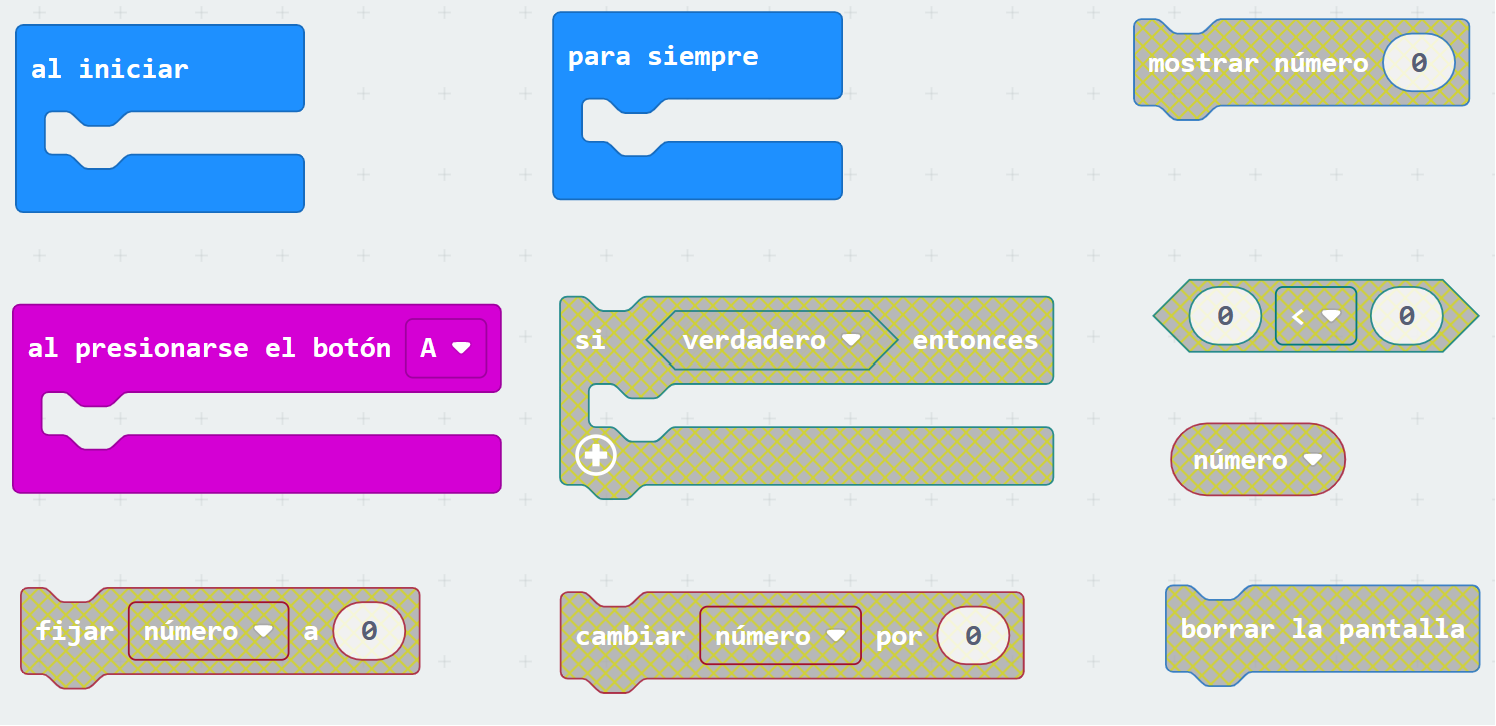 al iniciar
para siempre
mostrar número 0
al presionarse el botón A
si verdadero entonces
0 < 0
número
fijar número a 0
cambiar número por 0
borrar la pantalla